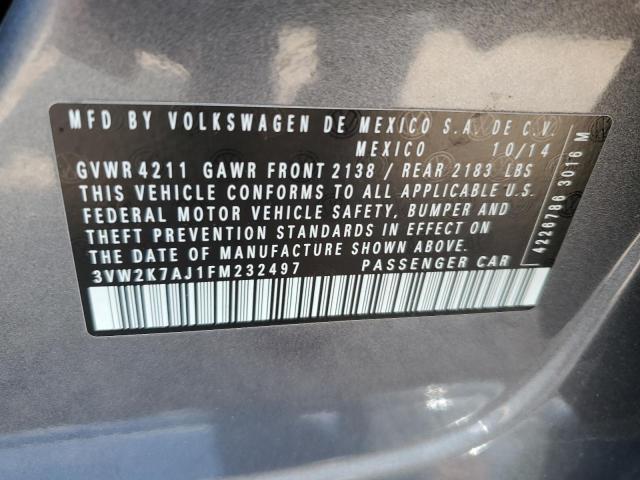 MFD BY VOLKSWAGEN DE MEXICO S.A. DE C.V.
MEXICO 10/14
GVWR 4211 GAWR FRONT 2138 / REAR 2183 LBS
THIS VEHICLE CONFORMS TO ALL APPLICABLE U.S.
FEDERAL MOTOR VEHICLE SAFETY, BUMPER AND
THEFT PREVENTION STANDARDS IN EFFECT ON
THE DATE OF MANUFACTURE SHOWN ABOVE.
3VW2K7AJ1FM232497 PASSENGER CAR
4226786 3016 M